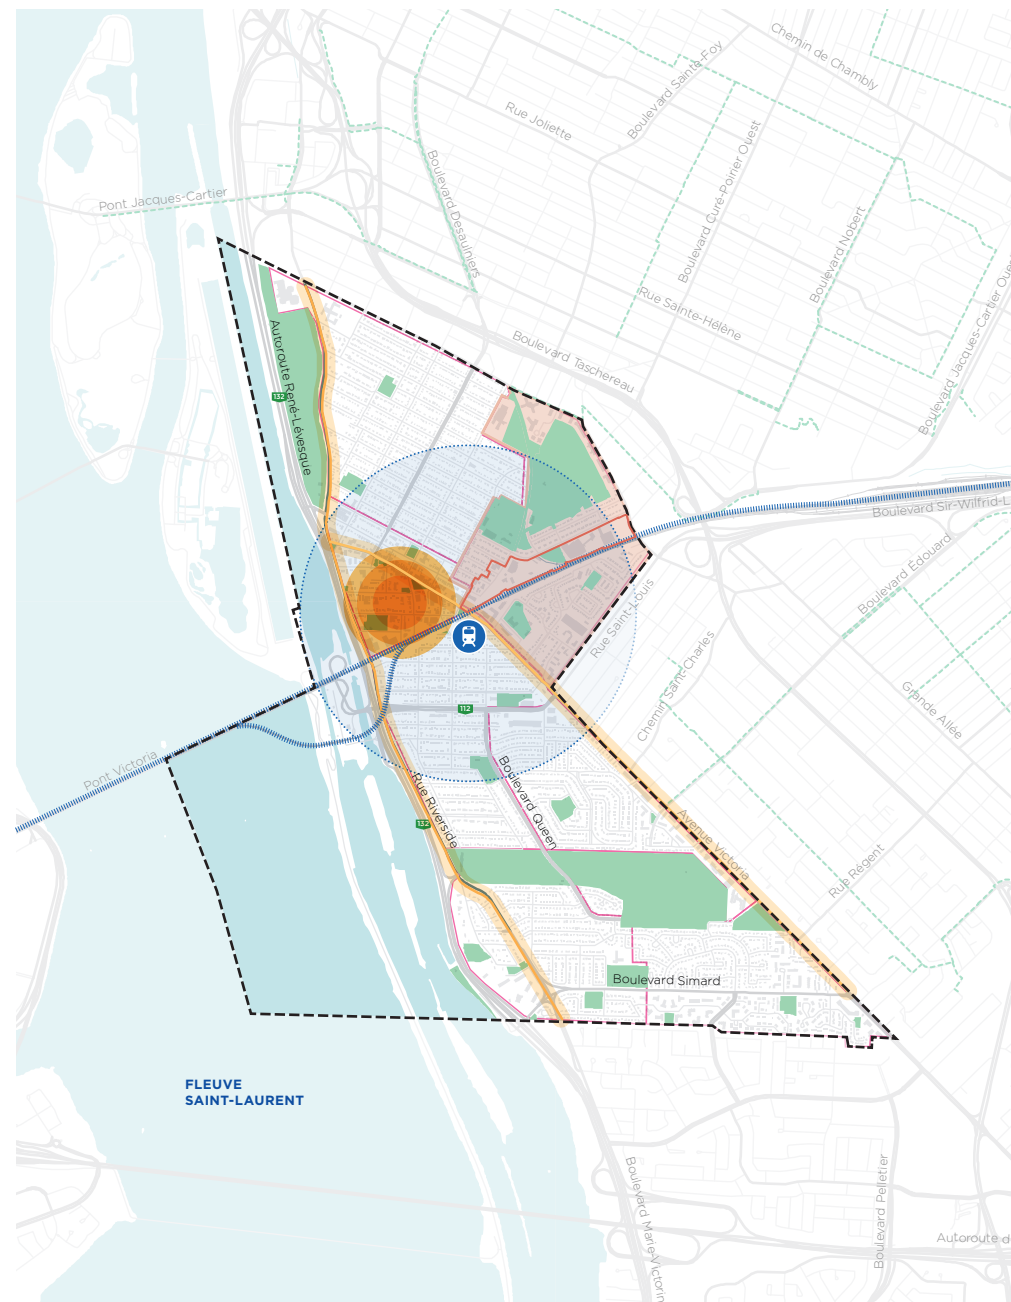 Chemin de Chambly
Boulevard Sainte-Foy
Rue Joliette
Boulevard Curé-Poirier Ouest
Boulevard Desaulniers
Pont Jacques-Cartier
Boulevard Nobert
Boulevard Jacques-Cartier
Rue Sainte-Hélène
Boulevard Taschereau
Autoroute René-Lévesque
132
Boulevard Sir-Wilfrid-L
Boulevard Edouard
Rue Saint-Louis
Chemin Saint-Charles
Grande Allée
112
Pont Victoria
Boulevard Queen
Rue Riverside
132
Avenue Victoria
Rue Régent
Boulevard Simard
FLEUVE
SAINT-LAURENT
Boulevard Marie-Victorin
Boulevard Pelletier
Autoroute d